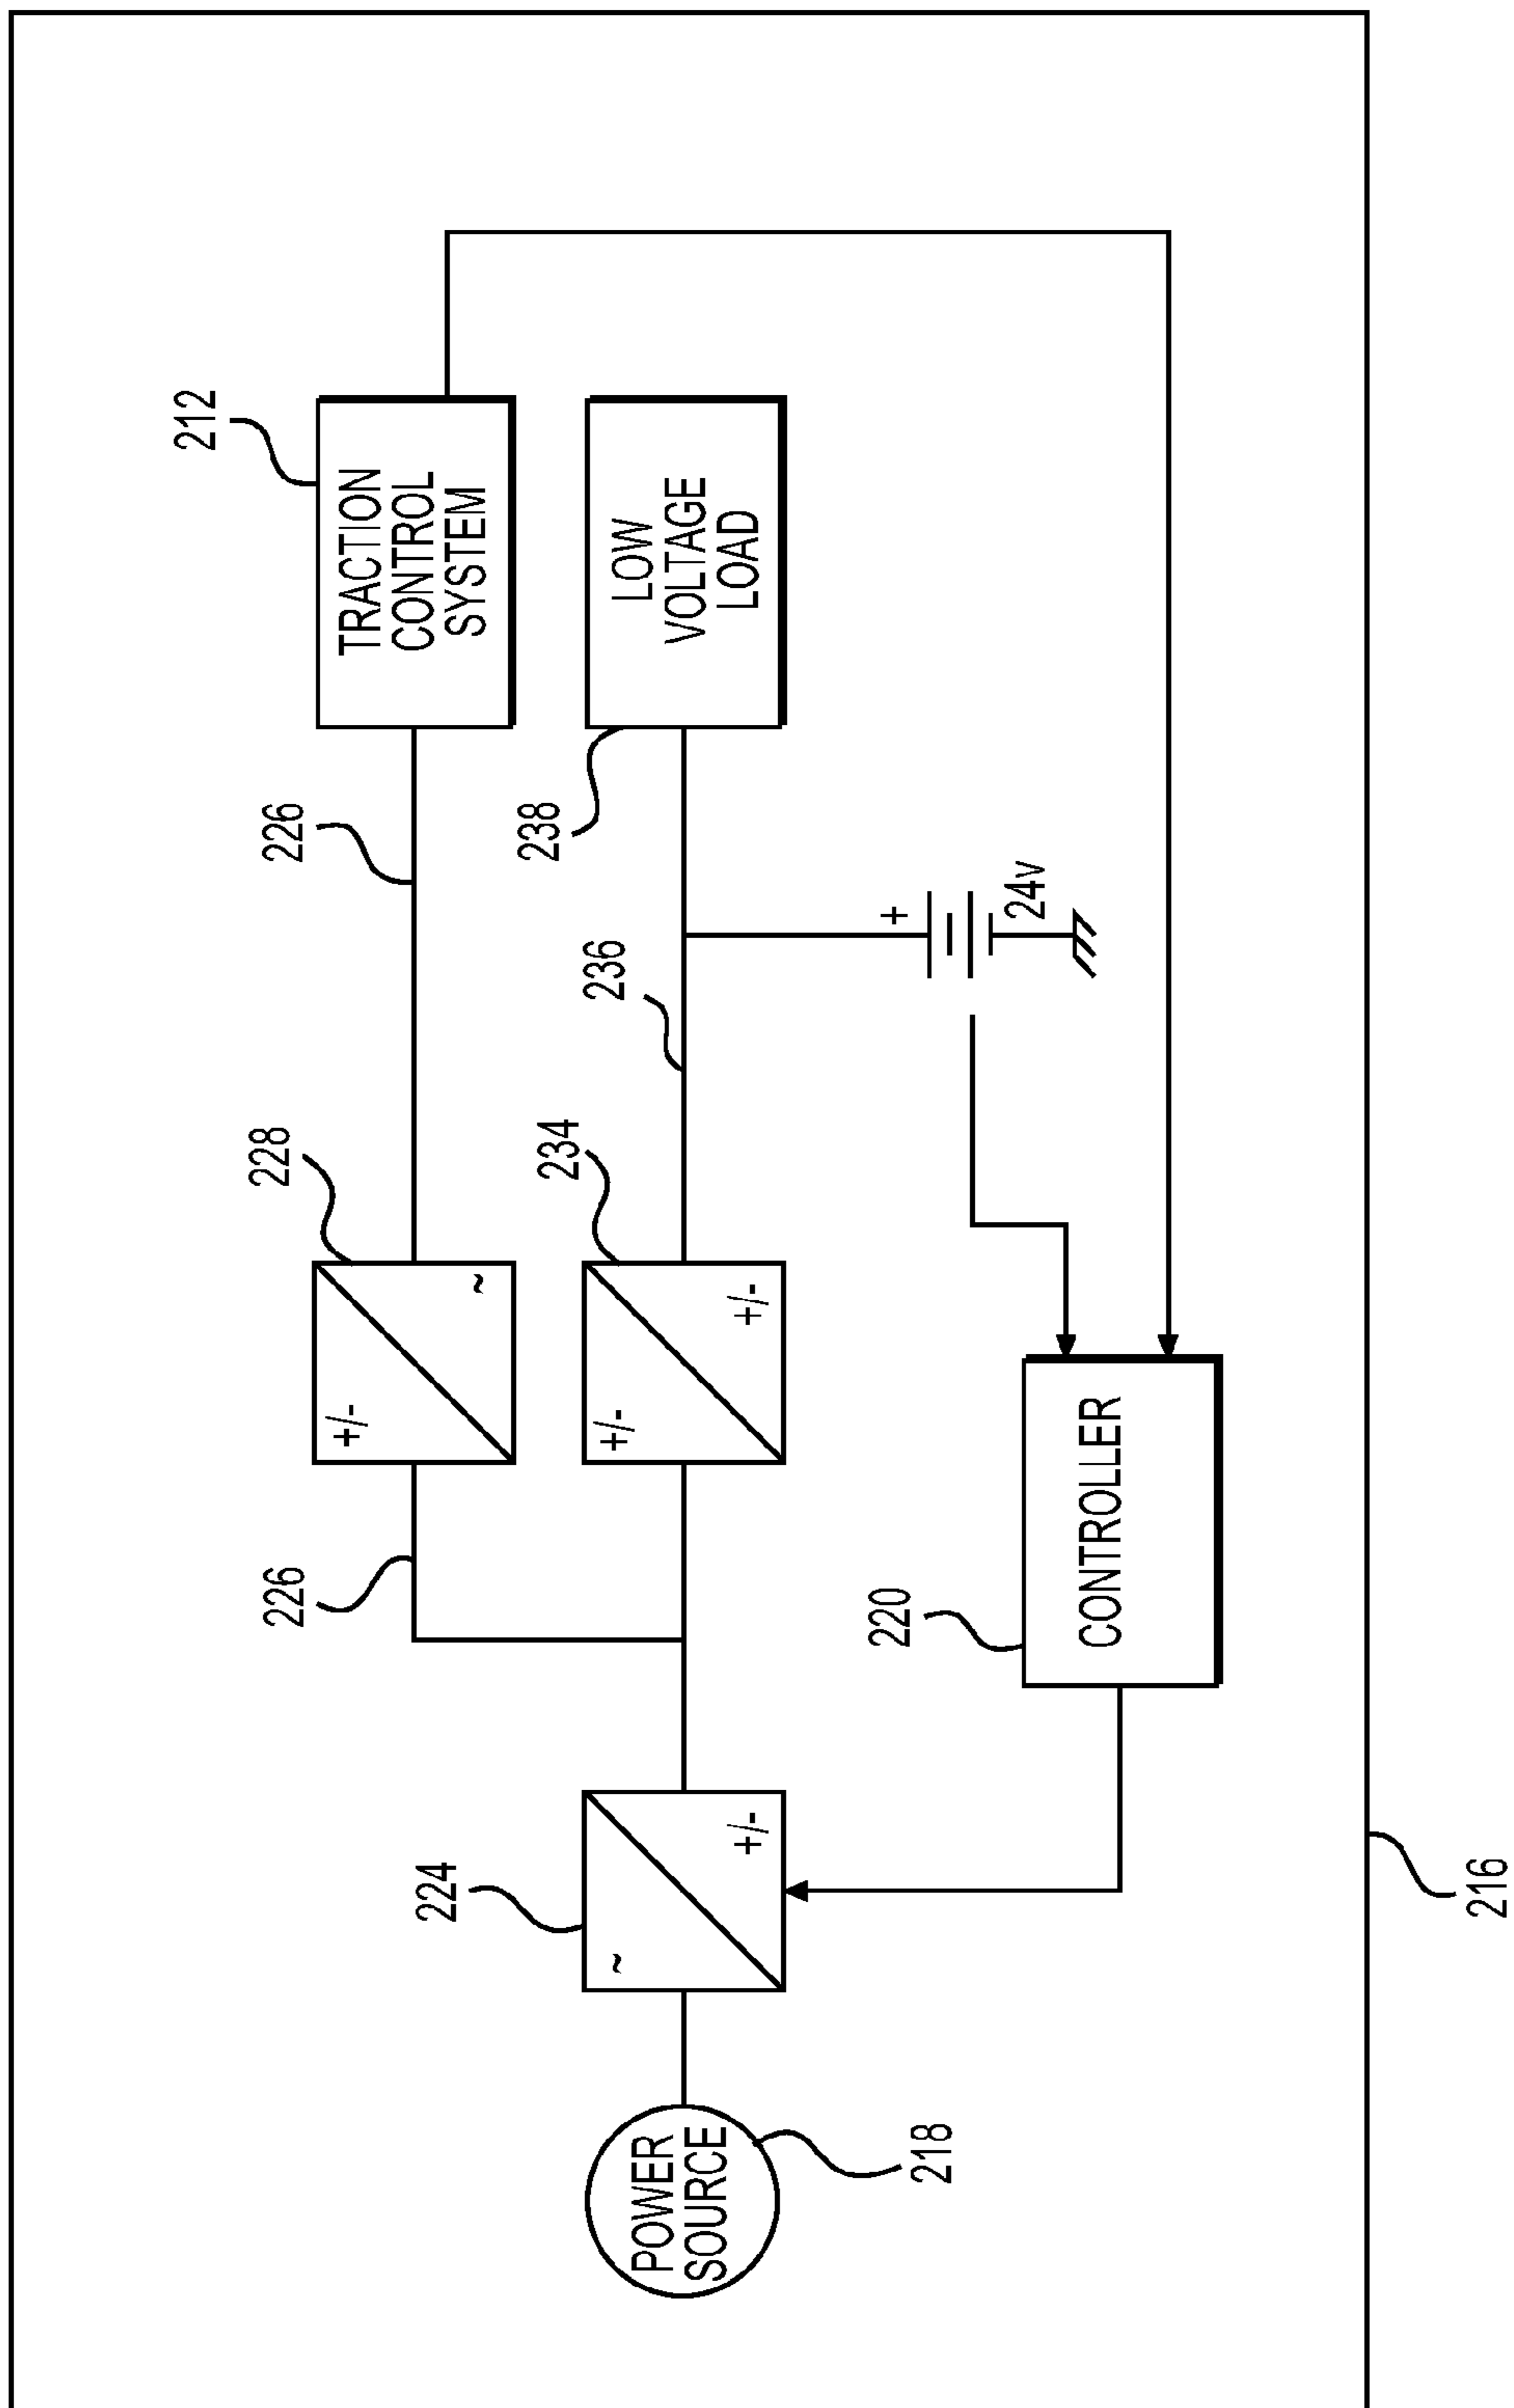 212
TRACTION
CONTROL
SYSTEM
226
228
+/-
~
226
238
LOW
VOLTAGE
LOAD
236
234
+/-
+/-
+
24v
224
~
+/-
POWER
SOURCE
218
220
CONTROLLER
216